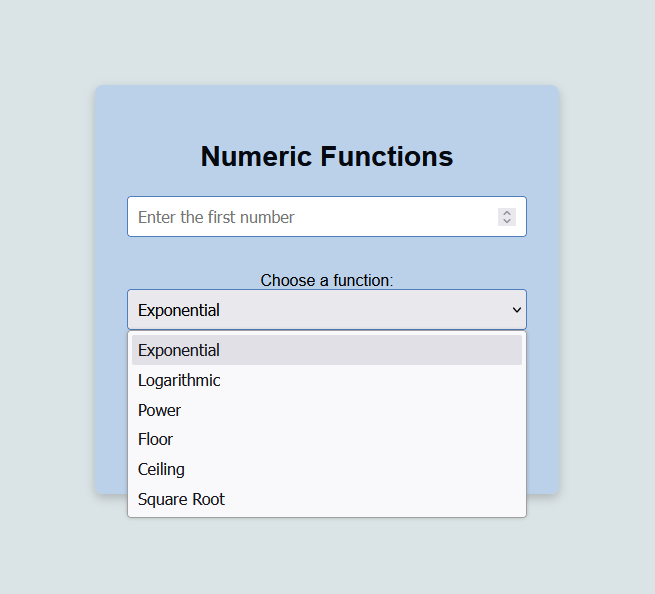 Numeric Functions
Enter the first number
Choose a function:
Exponential
Exponential
Logarithmic
Power
Floor
Ceiling
Square Root